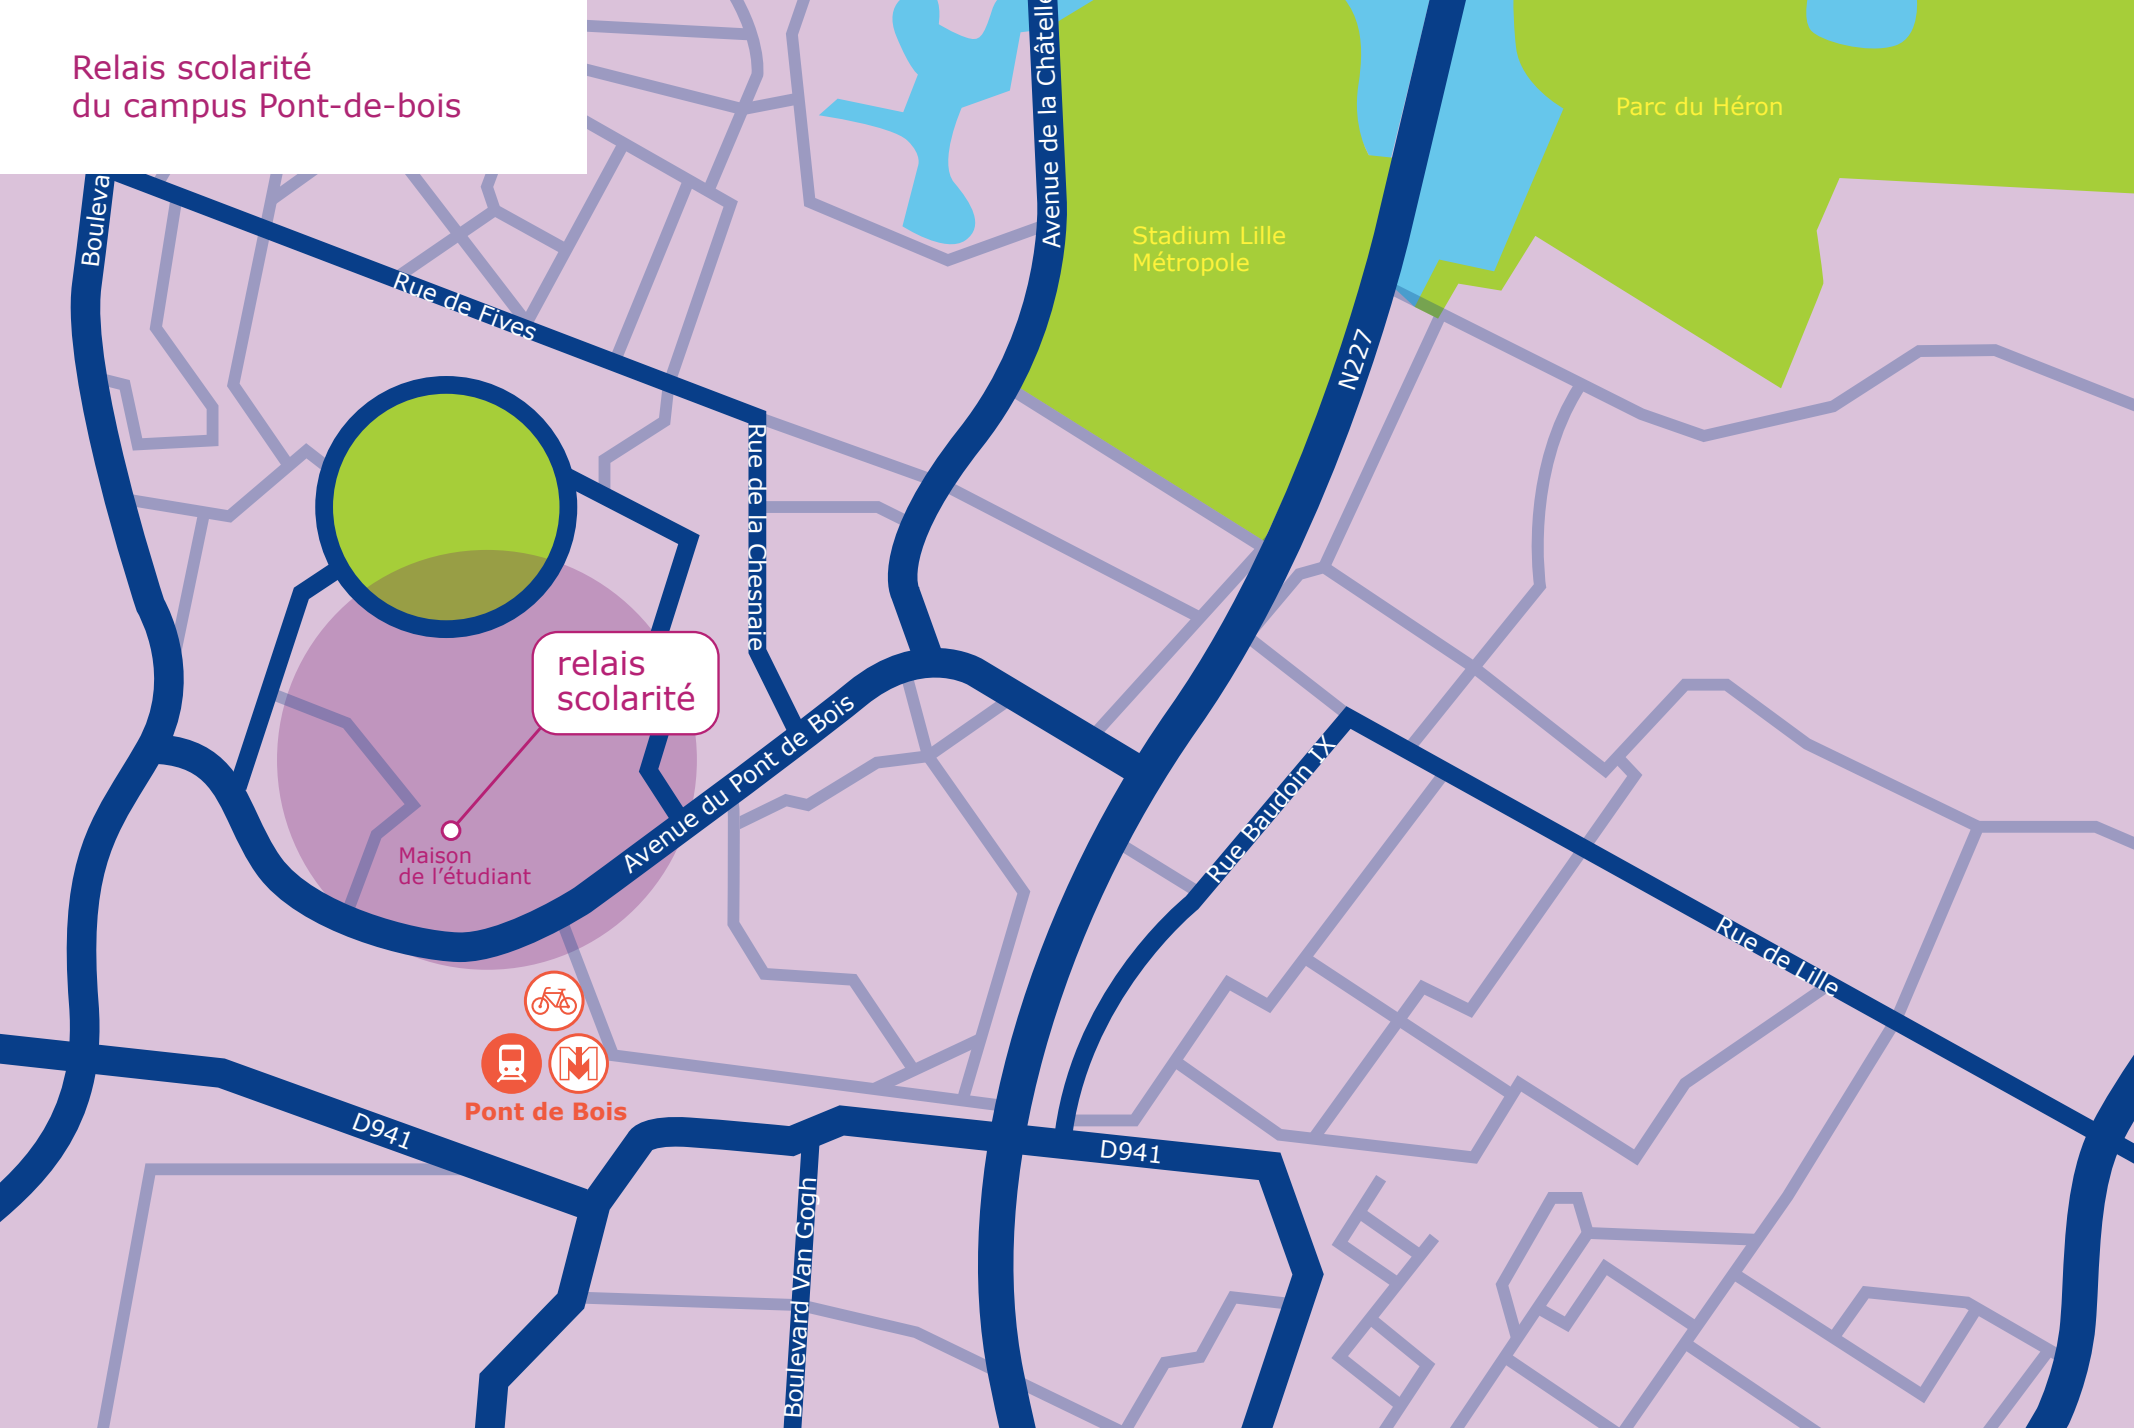 Relais scolarité
du campus Pont-de-bois
Parc du Héron
Stadium Lille
Métropole
Avenue de la Châtelle
Rue de Fives
N227
Rue de la Chesnaie
relais
scolarité
Avenue du Pont de Bois
Rue Baudoin IX
Maison
de l’étudiant
Rue de Lille
Pont de Bois
D941
D941
Boulevard Van Gogh